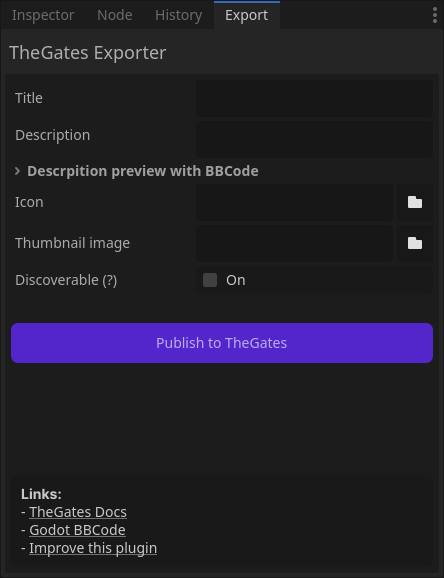 Inspector Node History Export
TheGates Exporter
Title
Description
Descrpition preview with BBCode
Icon
Thumbnail image
Discoverable (?) On
Publish to TheGates
Links:
- TheGates Docs
- Godot BBCode
- Improve this plugin